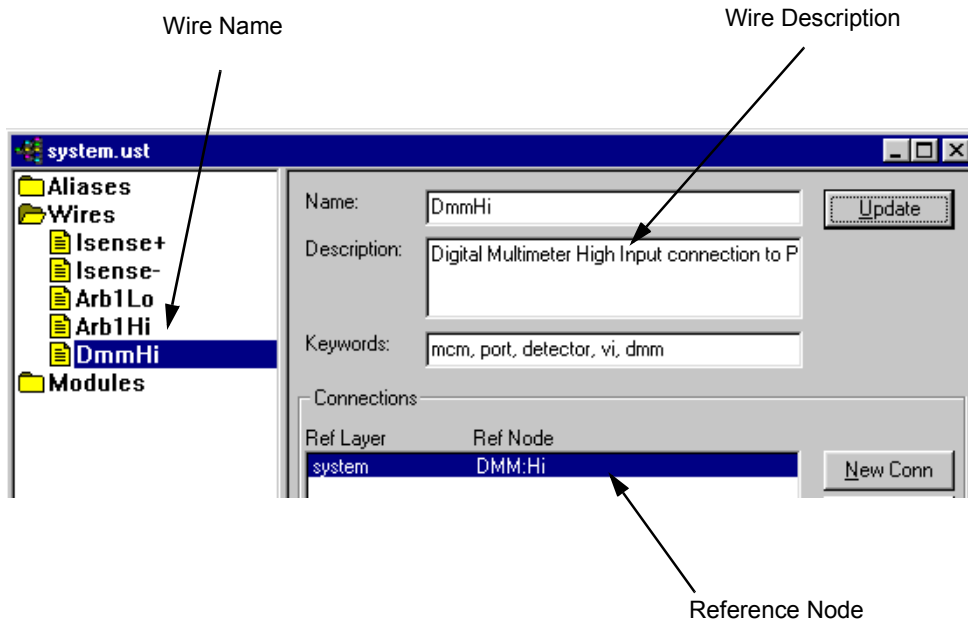 Wire Name
Wire Description
system.ust
Aliases
Wires
Isense+
Isense-
Arb1Lo
Arb1Hi
DmmHi
Modules
Name:
DmmHi
Update
Description:
Digital Multimeter High Input connection to P
Keywords:
mcm, port, detector, vi, dmm
Connections
Ref Layer Ref Node
system DMM:Hi
New Conn
Reference Node